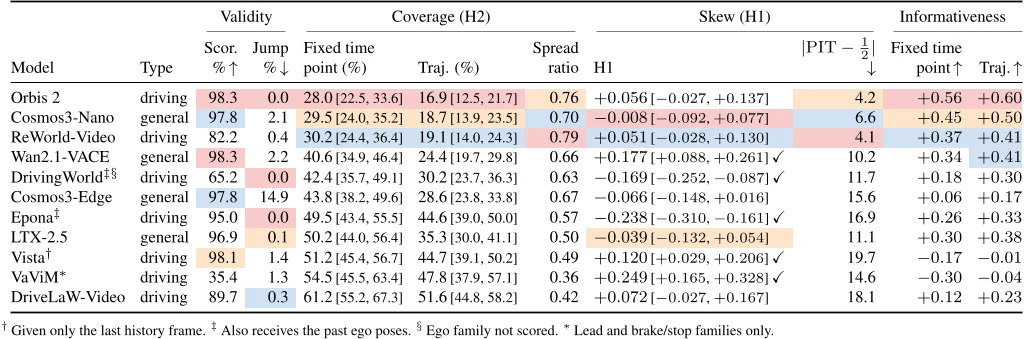 Validity Coverage (H2) Skew (H1) Informativeness
Scor. Jump Fixed time Spread |PIT − 1/2| Fixed time
Model Type % ↑ % ↓ point (%) Traj. (%) ratio H1 ↓ point ↑ Traj. ↑
Orbis 2 driving 98.3 0.0 28.0 [22.5, 33.6] 16.9 [12.5, 21.7] 0.76 +0.056 [−0.027, +0.137] 4.2 +0.56 +0.60
Cosmos3-Nano general 97.8 2.1 29.5 [24.0, 35.2] 18.7 [13.9, 23.5] 0.70 −0.008 [−0.092, +0.077] 6.6 +0.45 +0.50
ReWorld-Video driving 82.2 0.4 30.2 [24.4, 36.4] 19.1 [14.0, 24.3] 0.79 +0.051 [−0.028, +0.130] 4.1 +0.37 +0.41
Wan2.1-VACE general 98.3 2.2 40.6 [34.9, 46.4] 24.4 [19.7, 29.8] 0.66 +0.177 [+0.088, +0.261] ✓ 10.2 +0.34 +0.41
DrivingWorld‡§ driving 65.2 0.0 42.4 [35.7, 49.1] 30.2 [23.7, 36.3] 0.63 −0.169 [−0.252, −0.087] ✓ 11.7 +0.18 +0.30
Cosmos3-Edge general 97.8 14.9 43.8 [38.2, 49.6] 28.6 [23.8, 33.8] 0.67 −0.066 [−0.148, +0.016] 15.6 +0.06 +0.17
Epona‡ driving 95.0 0.0 49.5 [43.4, 55.5] 44.6 [39.0, 50.0] 0.57 −0.238 [−0.310, −0.161] ✓ 16.9 +0.26 +0.33
LTX-2.5 general 96.9 0.1 50.2 [44.0, 56.4] 35.3 [30.0, 41.1] 0.50 −0.039 [−0.132, +0.054] 11.1 +0.30 +0.38
Vista† driving 98.1 1.4 51.2 [45.4, 56.7] 44.7 [39.1, 50.2] 0.49 +0.120 [+0.029, +0.206] ✓ 19.7 −0.17 −0.01
VaViM* driving 35.4 1.3 54.5 [45.5, 63.4] 47.8 [37.9, 57.1] 0.36 +0.249 [+0.165, +0.328] ✓ 14.6 −0.30 −0.04
DriveLaW-Video driving 89.7 0.3 61.2 [55.2, 67.3] 51.6 [44.8, 58.2] 0.42 +0.072 [−0.027, +0.167] 18.1 +0.12 +0.23
† Given only the last history frame. ‡ Also receives the past ego poses. § Ego family not scored. * Lead and brake/stop families only.